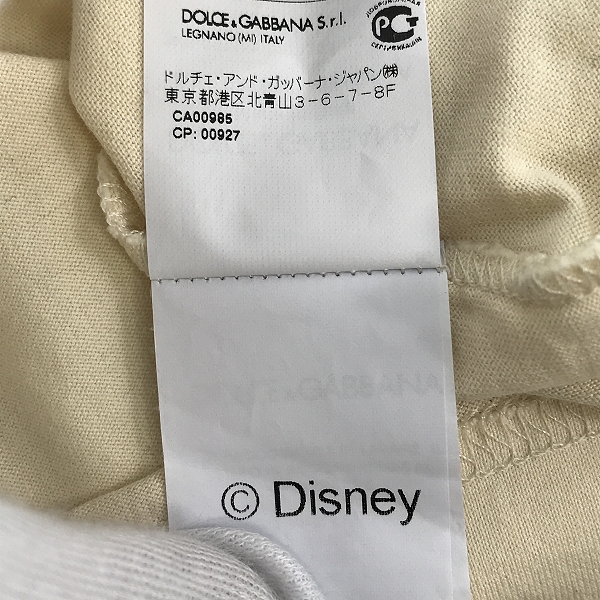 DOLCE&GABBANA S.r.l.
LEGNANO (MI) ITALY
ドルチェ・アンド・ガッバーナ・ジャパン㈱
東京都港区北青山3-6-7-8F
CA00985
CP: 00927
© Disney